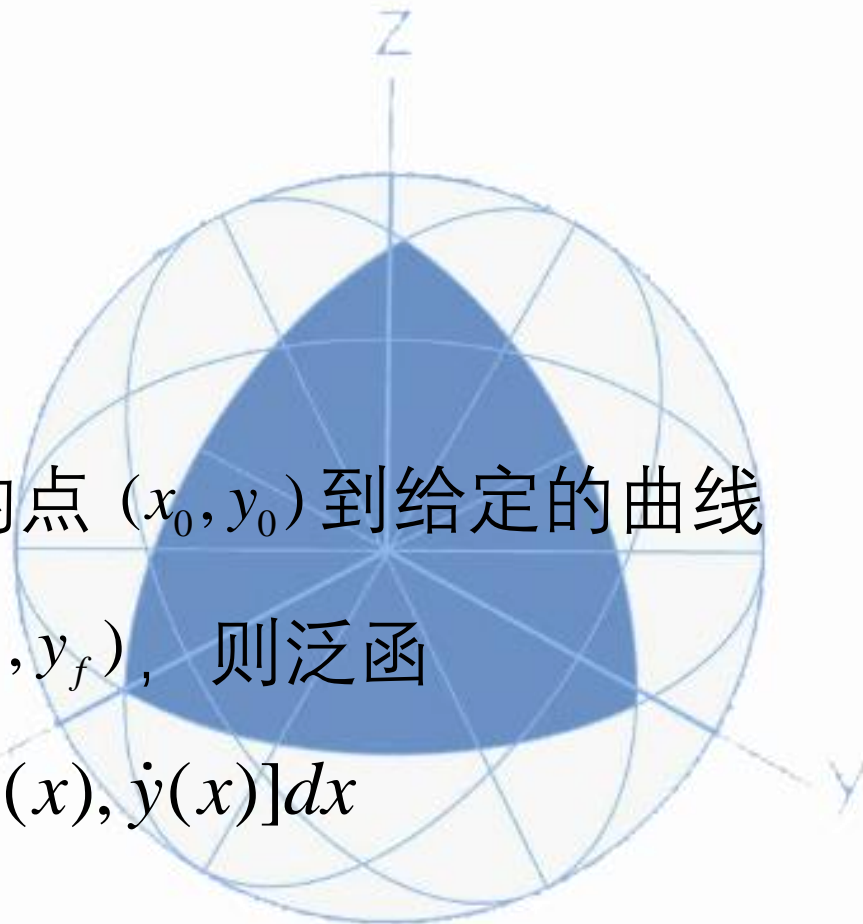 Z
的点 (x₀, y₀) 到给定的曲线
, y_f)， 则泛函
(x), ẏ(x)]dx
y